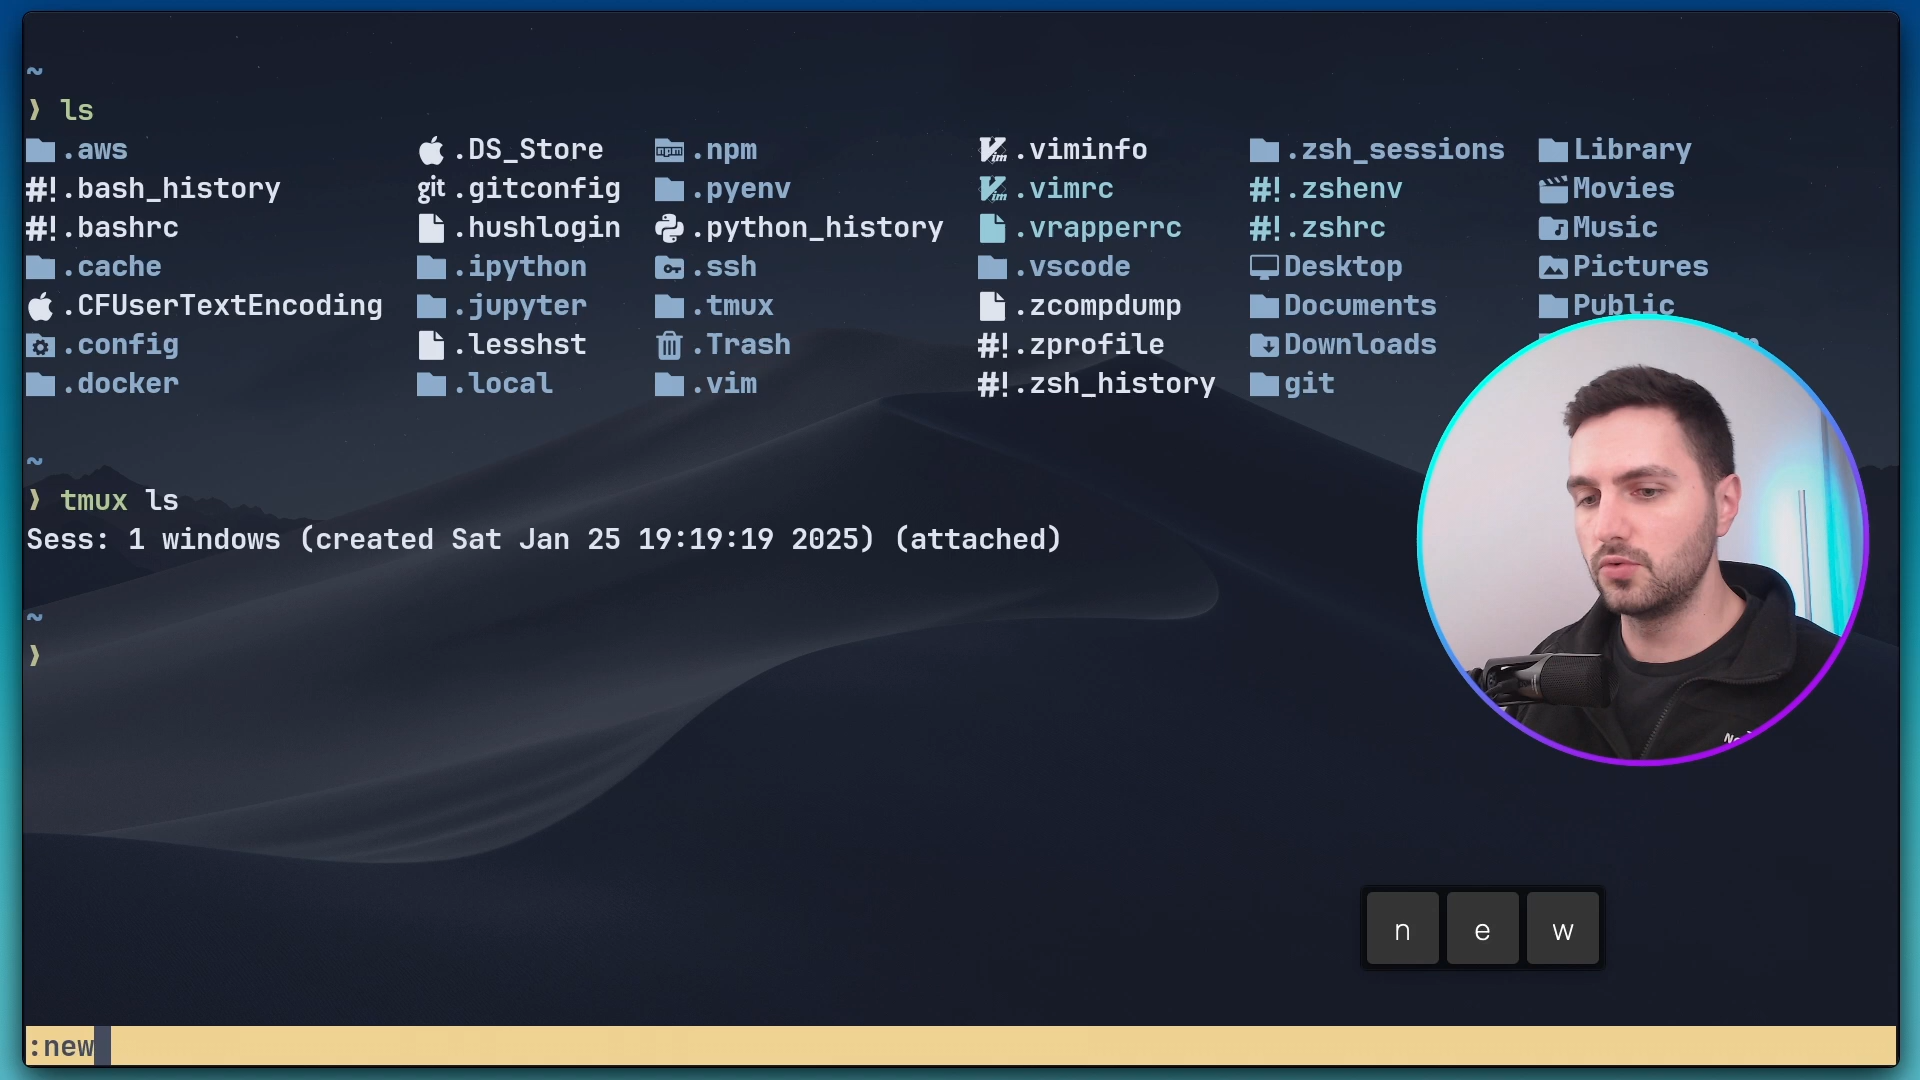 ~
❯ ls
.aws .DS_Store npm .npm .viminfo .zsh_sessions Library
#! .bash_history git .gitconfig .pyenv .vimrc #! .zshenv Movies
#! .bashrc .hushlogin .python_history .vrapperrc #! .zshrc Music
.cache .ipython .ssh .vscode Desktop Pictures
.CFUserTextEncoding .jupyter .tmux .zcompdump Documents Public
.config .lesshst .Trash #! .zprofile Downloads
.docker .local .vim #! .zsh_history git
~
❯ tmux ls
Sess: 1 windows (created Sat Jan 25 19:19:19 2025) (attached)
~
❯
n e w
:new